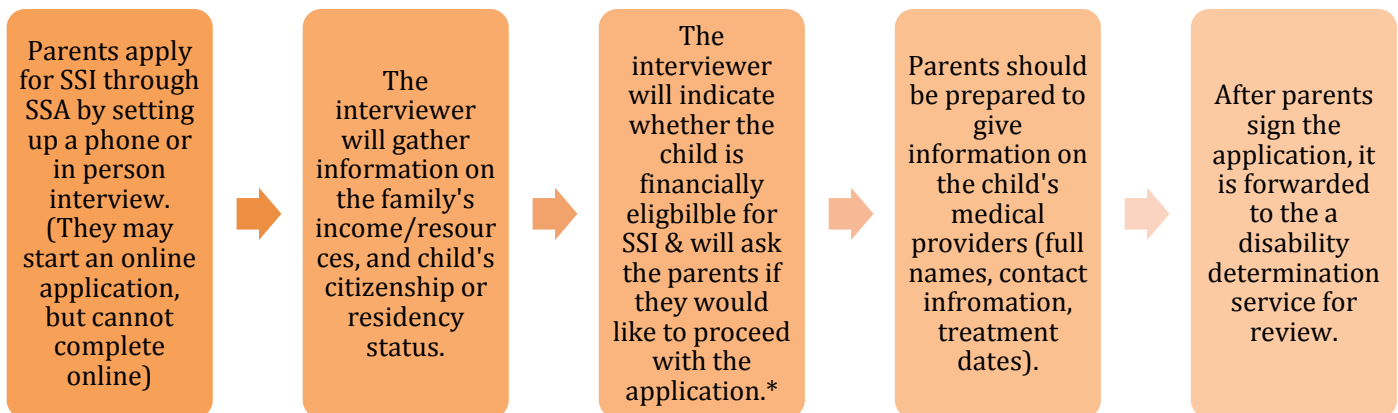 Parents apply
for SSI through
SSA by setting
up a phone or
in person
interview.
(They may
start an online
application,
but cannot
complete
online)
The
interviewer
will gather
information on
the family's
income/resour
ces, and child's
citizenship or
residency
status.
The
interviewer
will indicate
whether the
child is
financially
eligbilble for
SSI & will ask
the parents if
they would
like to proceed
with the
application.*
Parents should
be prepared to
give
information on
the child's
medical
providers (full
names, contact
infromation,
treatment
dates).
After parents
sign the
application, it
is forwarded
to the a
disability
determination
service for
review.